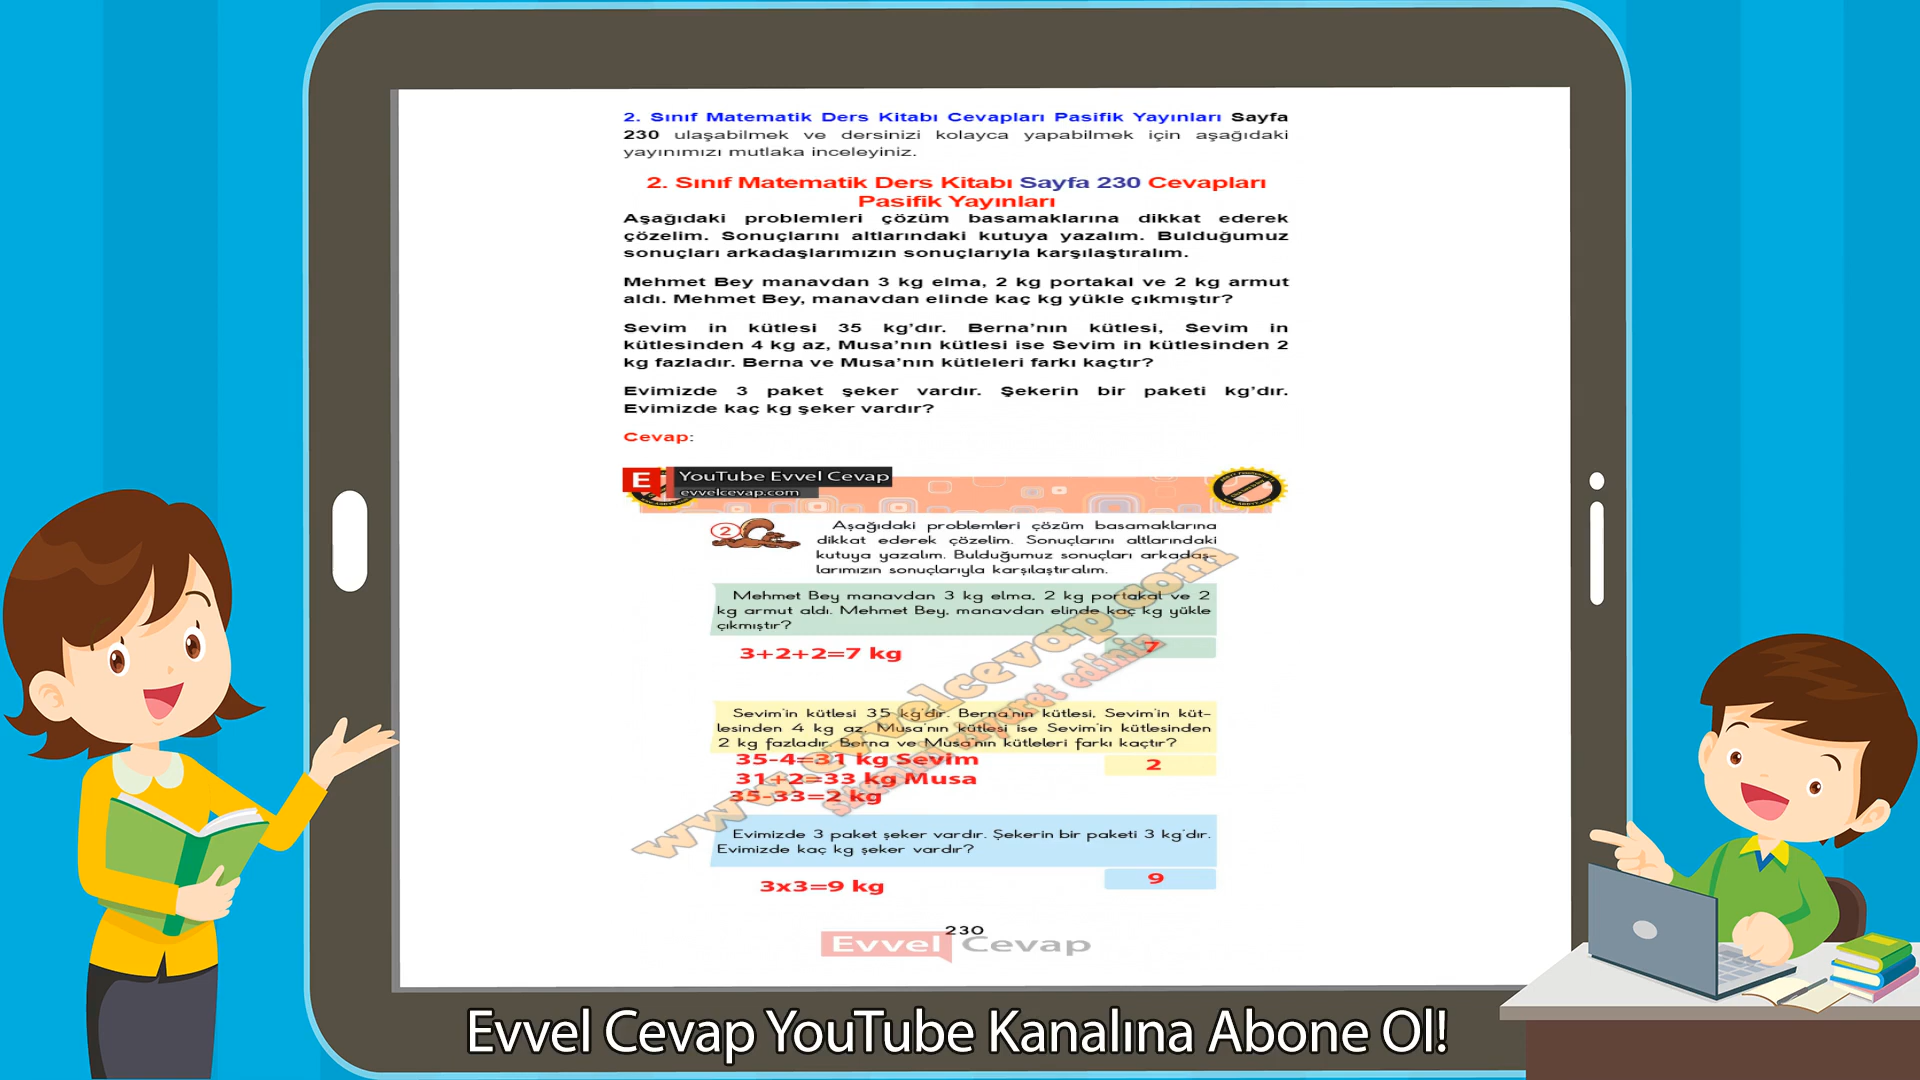 2. Sınıf Matematik Ders Kitabı Cevapları Pasifik Yayınları Sayfa
230 ulaşabilmek ve dersinizi kolayca yapabilmek için aşağıdaki
yayınımızı mutlaka inceleyiniz.
2. Sınıf Matematik Ders Kitabı Sayfa 230 Cevapları
Pasifik Yayınları
Aşağıdaki problemleri çözüm basamaklarına dikkat ederek
çözelim. Sonuçlarını altlarındaki kutuya yazalım. Bulduğumuz
sonuçları arkadaşlarımızın sonuçlarıyla karşılaştıralım.
Mehmet Bey manavdan 3 kg elma, 2 kg portakal ve 2 kg armut
aldı. Mehmet Bey, manavdan elinde kaç kg yükle çıkmıştır?
Sevim in kütlesi 35 kg’dır. Berna’nın kütlesi, Sevim in
kütlesinden 4 kg az, Musa’nın kütlesi ise Sevim in kütlesinden 2
kg fazladır. Berna ve Musa’nın kütleleri farkı kaçtır?
Evimizde 3 paket şeker vardır. Şekerin bir paketi kg’dır.
Evimizde kaç kg şeker vardır?
Cevap:
E YouTube Evvel Cevap
evvelcevap.com
2 Aşağıdaki problemleri çözüm basamaklarına
dikkat ederek çözelim. Sonuçlarını altlarındaki
kutuya yazalım. Bulduğumuz sonuçları arkadaş-
larımızın sonuçlarıyla karşılaştıralım.
Mehmet Bey manavdan 3 kg elma, 2 kg portakal ve 2
kg armut aldı. Mehmet Bey, manavdan elinde kaç kg yükle
çıkmıştır?
3+2+2=7 kg
7
Sevim'in kütlesi 35 kg'dır. Berna'nın kütlesi, Sevim'in küt-
lesinden 4 kg az, Musa'nın kütlesi ise Sevim'in kütlesinden
2 kg fazladır. Berna ve Musa'nın kütleleri farkı kaçtır?
35-4=31 kg Sevim
31+2=33 kg Musa
35-33=2 kg
2
Evimizde 3 paket şeker vardır. Şekerin bir paketi 3 kg'dır.
Evimizde kaç kg şeker vardır?
3x3=9 kg
9
www.evvelcevap.com
sitemizi ziyaret ediniz
230
Evvel Cevap
Evvel Cevap YouTube Kanalına Abone Ol!